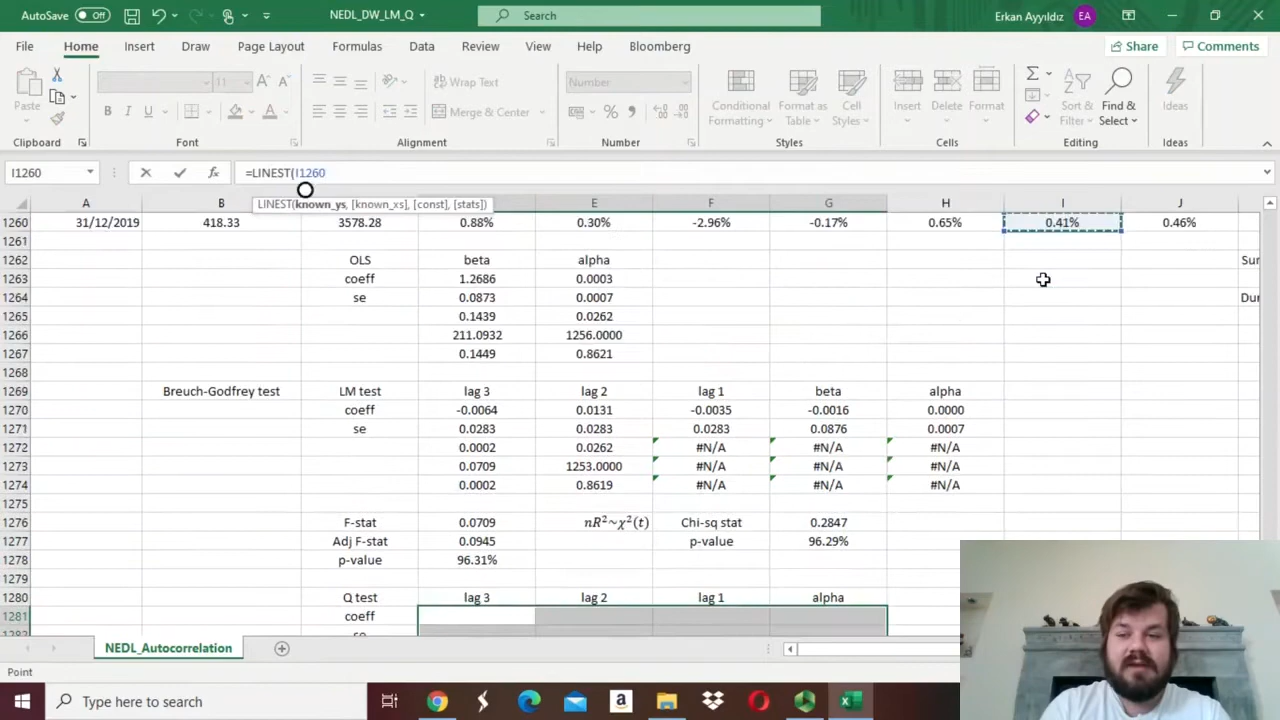 AutoSave Off NEDL_DW_LM_Q Search Erkan Ayyıldız EA
File Home Insert Draw Page Layout Formulas Data Review View Help Bloomberg Share Comments
Paste 11 Wrap Text Number Conditional Format as Cell Insert Delete Format Sort & Find & Ideas
B I U Merge & Center % Formatting Table Styles Filter Select
Clipboard Font Alignment Number Styles Cells Editing Ideas
I1260 fx =LINEST(I1260
LINEST(known_ys, [known_xs], [const], [stats])
A B C D E F G H I J
1260 31/12/2019 418.33 3578.28 0.88% 0.30% -2.96% -0.17% 0.65% 0.41% 0.46%
1261
1262 OLS beta alpha Sur
1263 coeff 1.2686 0.0003
1264 se 0.0873 0.0007 Dur
1265 0.1439 0.0262
1266 211.0932 1256.0000
1267 0.1449 0.8621
1268
1269 Breuch-Godfrey test LM test lag 3 lag 2 lag 1 beta alpha
1270 coeff -0.0064 0.0131 -0.0035 -0.0016 0.0000
1271 se 0.0283 0.0283 0.0283 0.0876 0.0007
1272 0.0002 0.0262 #N/A #N/A #N/A
1273 0.0709 1253.0000 #N/A #N/A #N/A
1274 0.0002 0.8619 #N/A #N/A #N/A
1275
1276 F-stat 0.0709 nR²~χ²(t) Chi-sq stat 0.2847
1277 Adj F-stat 0.0945 p-value 96.29%
1278 p-value 96.31%
1279
1280 Q test lag 3 lag 2 lag 1 alpha
1281 coeff
1282 se
NEDL_Autocorrelation
Point
Type here to search